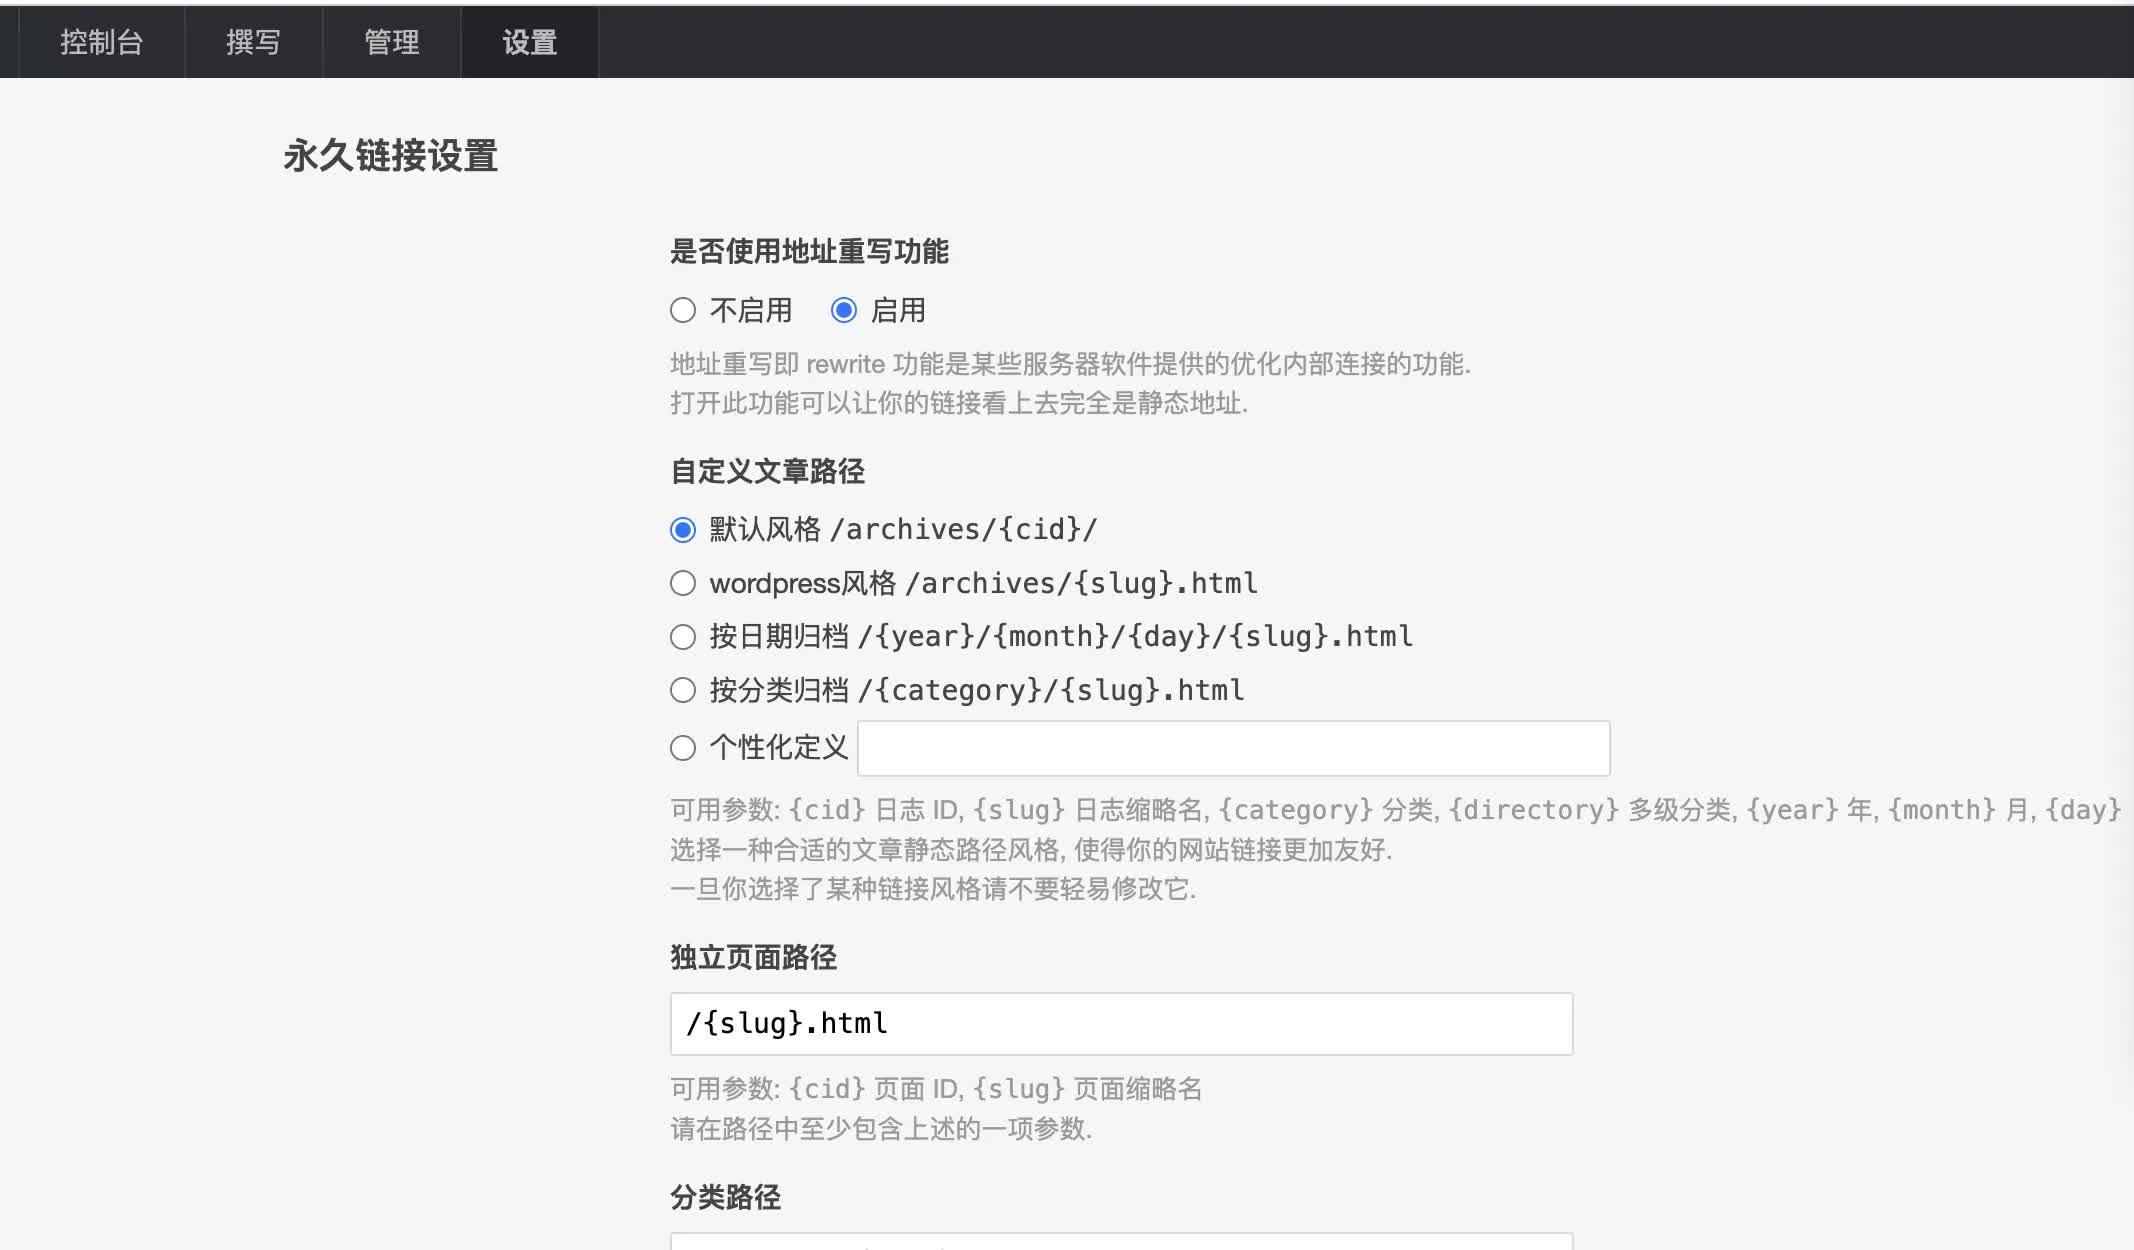 控制台 撰写 管理 设置
永久链接设置
是否使用地址重写功能
不启用 启用
地址重写即 rewrite 功能是某些服务器软件提供的优化内部连接的功能.
打开此功能可以让你的链接看上去完全是静态地址.
自定义文章路径
默认风格 /archives/{cid}/
wordpress风格 /archives/{slug}.html
按日期归档 /{year}/{month}/{day}/{slug}.html
按分类归档 /{category}/{slug}.html
个性化定义
可用参数: {cid} 日志 ID, {slug} 日志缩略名, {category} 分类, {directory} 多级分类, {year} 年, {month} 月, {day}
选择一种合适的文章静态路径风格, 使得你的网站链接更加友好.
一旦你选择了某种链接风格请不要轻易修改它.
独立页面路径
/{slug}.html
可用参数: {cid} 页面 ID, {slug} 页面缩略名
请在路径中至少包含上述的一项参数.
分类路径